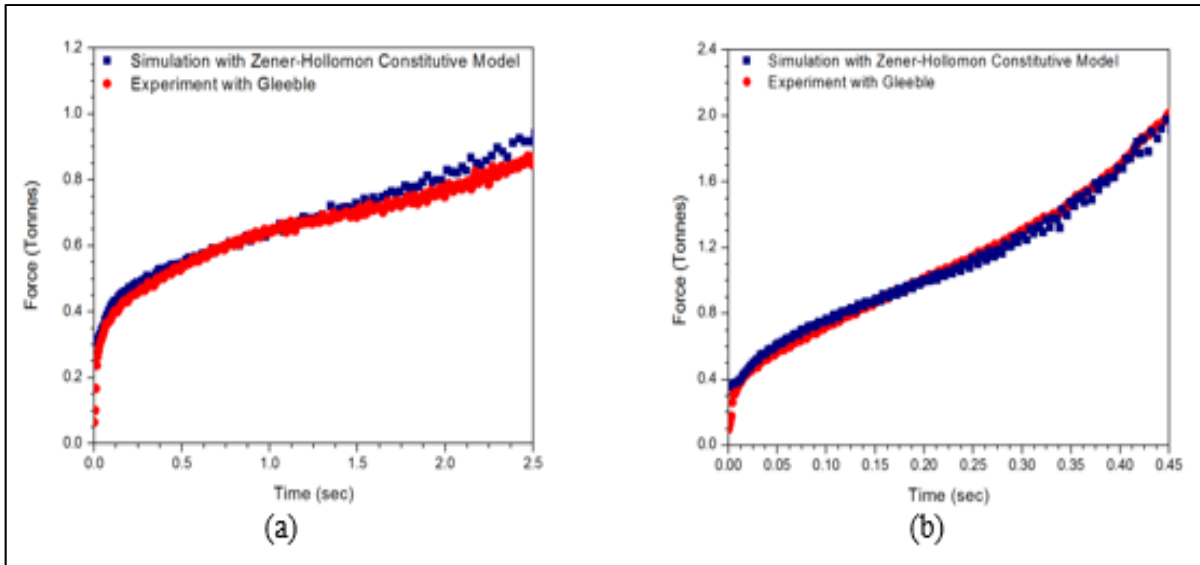 1.2
Simulation with Zener-Hollomon Constitutive Model
Experiment with Gleeble
1.0
0.8
0.6
0.4
0.2
0.0
Force (Tonnes)
0.0 0.5 1.0 1.5 2.0 2.5
Time (sec)
(a)
2.4
Simulation with Zener-Hollomon Constitutive Model
Experiment with Gleeble
2.0
1.6
1.2
0.8
0.4
0.0
Force (Tonnes)
0.00 0.05 0.10 0.15 0.20 0.25 0.30 0.35 0.40 0.45
Time (sec)
(b)